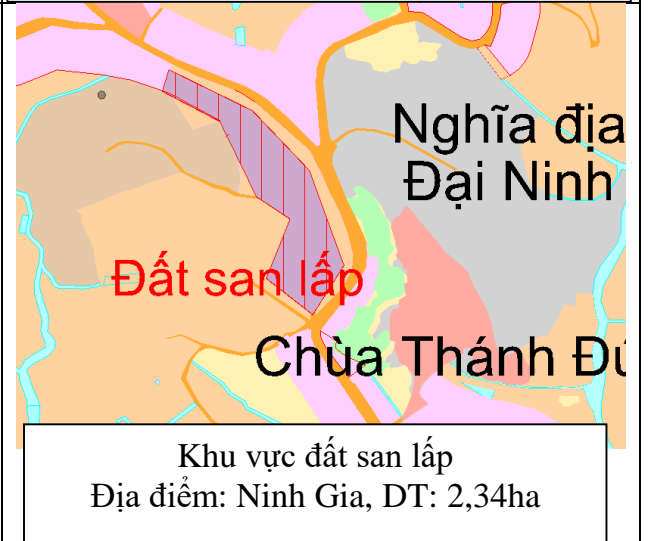 Nghĩa địa
Đại Ninh
Đất san lấp
Chùa Thánh Đứ
Khu vực đất san lấp
Địa điểm: Ninh Gia, DT: 2,34ha